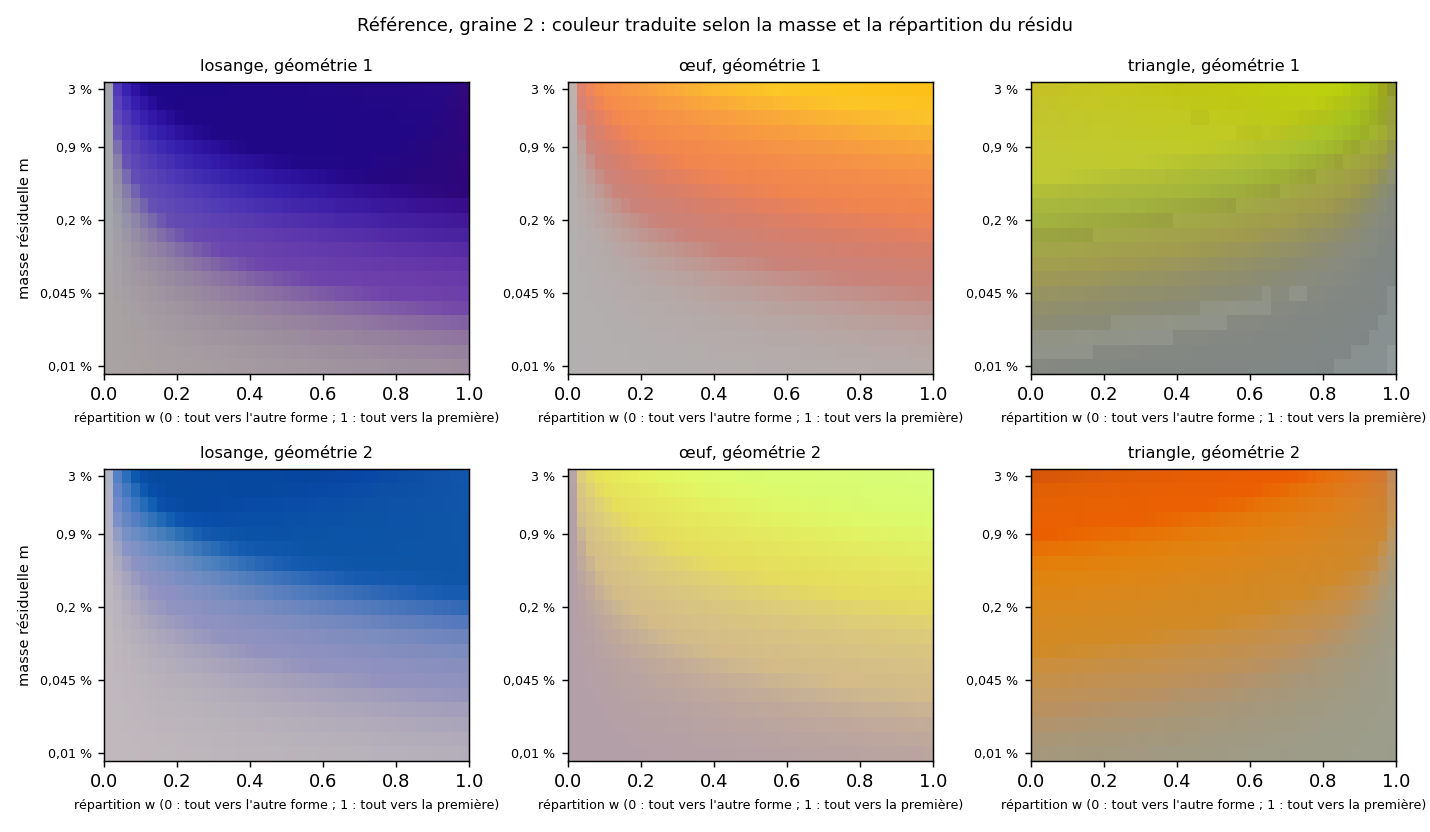 Référence, graine 2 : couleur traduite selon la masse et la répartition du résidu
losange, géométrie 1
œuf, géométrie 1
triangle, géométrie 1
masse résiduelle m
3 %
0,9 %
0,2 %
0,045 %
0,01 %
3 %
0,9 %
0,2 %
0,045 %
0,01 %
3 %
0,9 %
0,2 %
0,045 %
0,01 %
0.0 0.2 0.4 0.6 0.8 1.0
0.0 0.2 0.4 0.6 0.8 1.0
0.0 0.2 0.4 0.6 0.8 1.0
répartition w (0 : tout vers l'autre forme ; 1 : tout vers la première)
répartition w (0 : tout vers l'autre forme ; 1 : tout vers la première)
répartition w (0 : tout vers l'autre forme ; 1 : tout vers la première)
losange, géométrie 2
œuf, géométrie 2
triangle, géométrie 2
masse résiduelle m
3 %
0,9 %
0,2 %
0,045 %
0,01 %
3 %
0,9 %
0,2 %
0,045 %
0,01 %
3 %
0,9 %
0,2 %
0,045 %
0,01 %
0.0 0.2 0.4 0.6 0.8 1.0
0.0 0.2 0.4 0.6 0.8 1.0
0.0 0.2 0.4 0.6 0.8 1.0
répartition w (0 : tout vers l'autre forme ; 1 : tout vers la première)
répartition w (0 : tout vers l'autre forme ; 1 : tout vers la première)
répartition w (0 : tout vers l'autre forme ; 1 : tout vers la première)